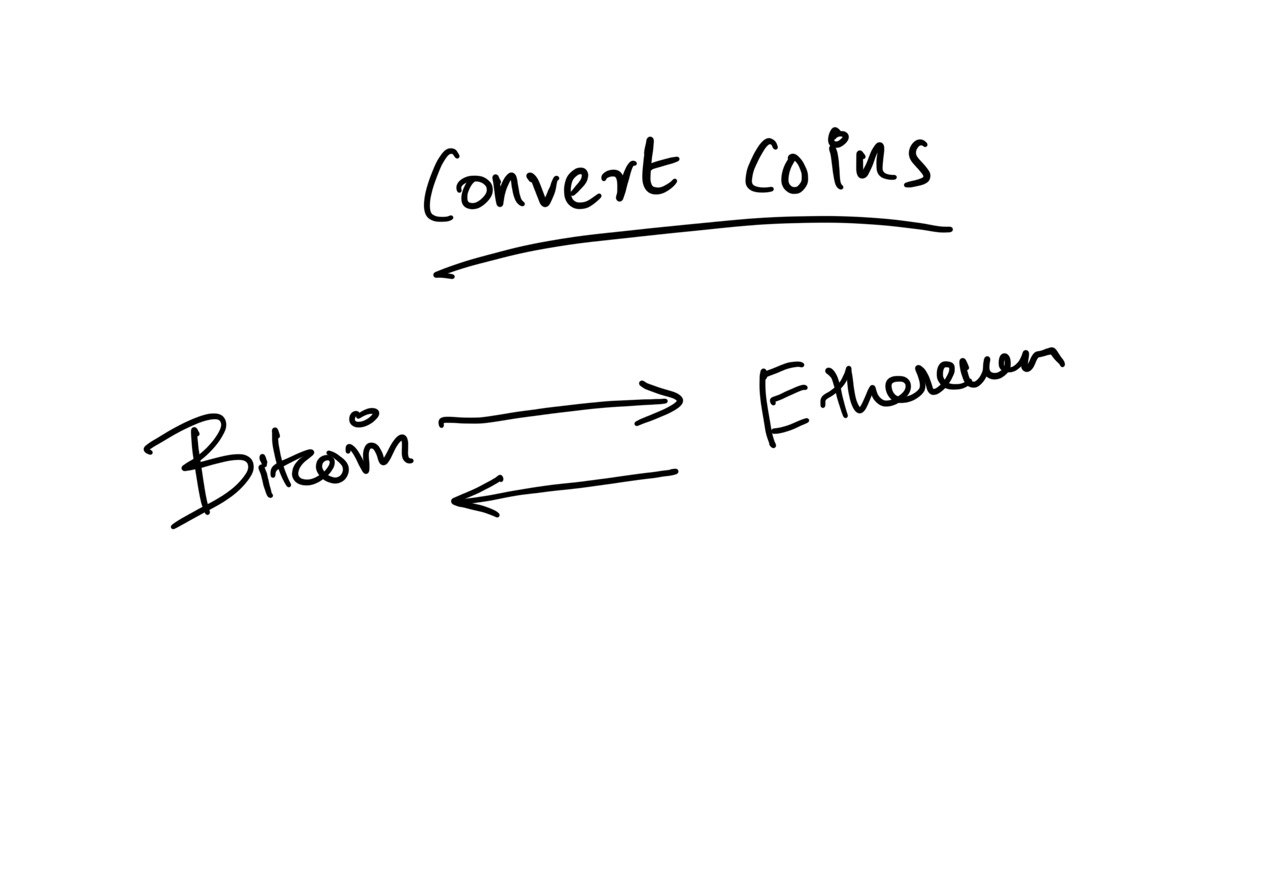 Convert Coins
Bitcoin → Ethereum
←